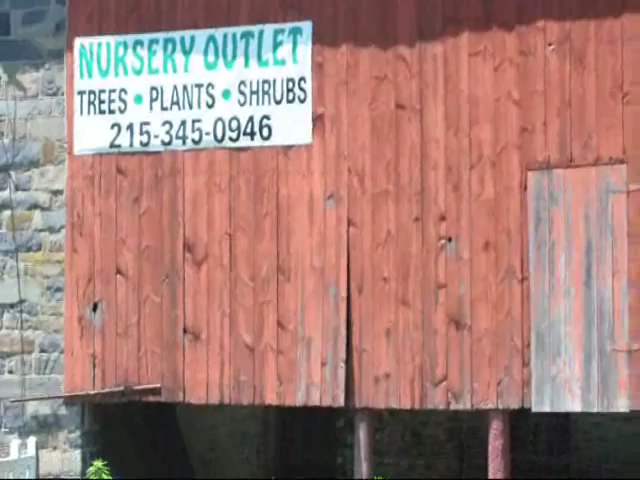 NURSERY OUTLET
TREES • PLANTS • SHRUBS
215-345-0946